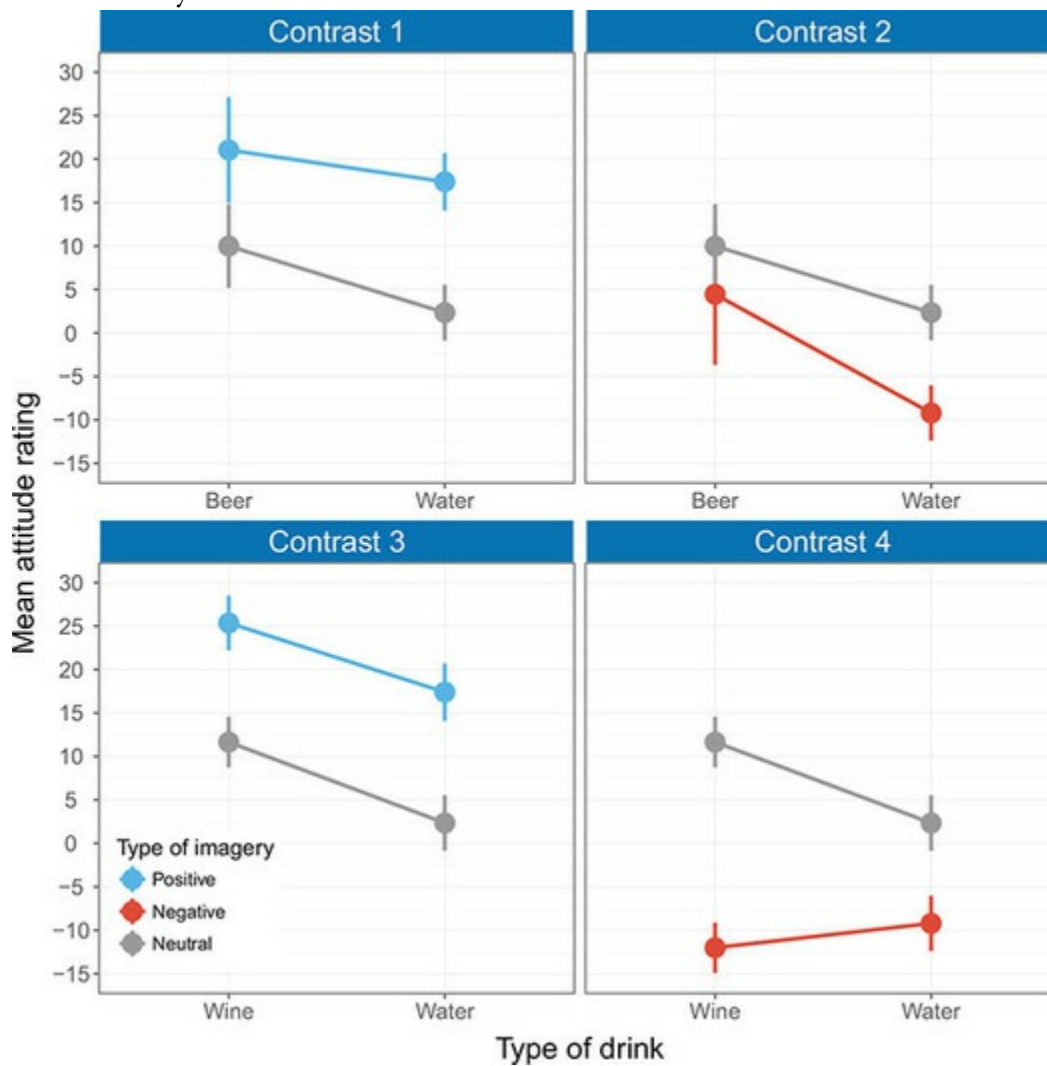 Contrast 1
Contrast 2
30
25
20
15
10
5
0
−5
−10
−15
Beer
Water
Beer
Water
Mean attitude rating
Contrast 3
Contrast 4
30
25
20
15
10
5
0
−5
−10
−15
Type of imagery
Positive
Negative
Neutral
Wine
Water
Wine
Water
Type of drink